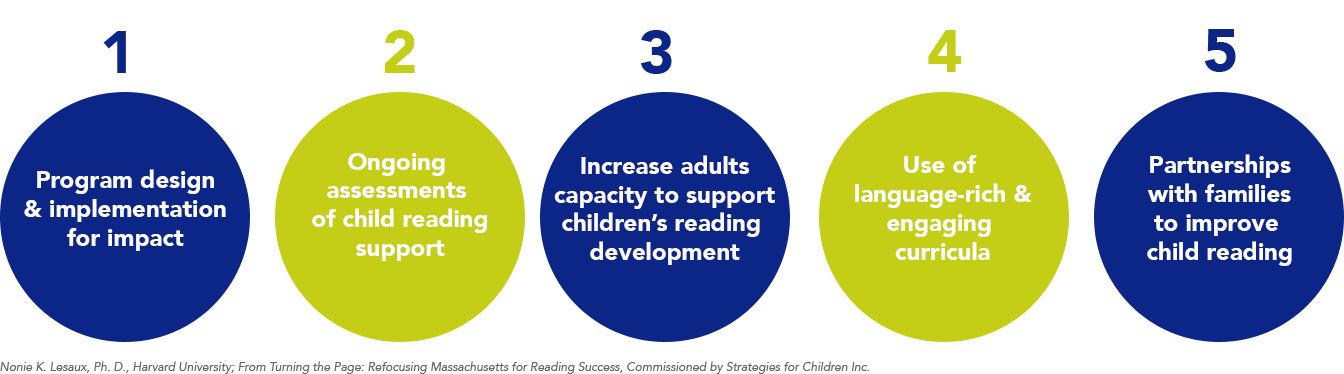 1
Program design
& implementation
for impact
2
Ongoing
assessments
of child reading
support
3
Increase adults
capacity to support
children’s reading
development
4
Use of
language-rich &
engaging
curricula
5
Partnerships
with families
to improve
child reading
Nonie K. Lesaux, Ph. D., Harvard University; From Turning the Page: Refocusing Massachusetts for Reading Success, Commissioned by Strategies for Children Inc.